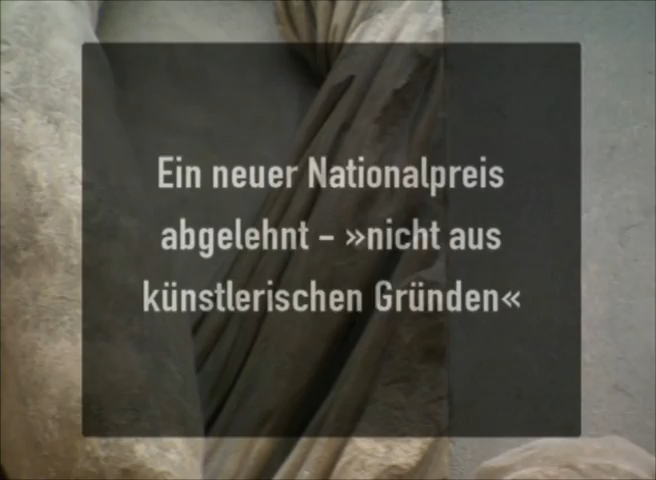 Ein neuer Nationalpreis
abgelehnt – »nicht aus
künstlerischen Gründen«